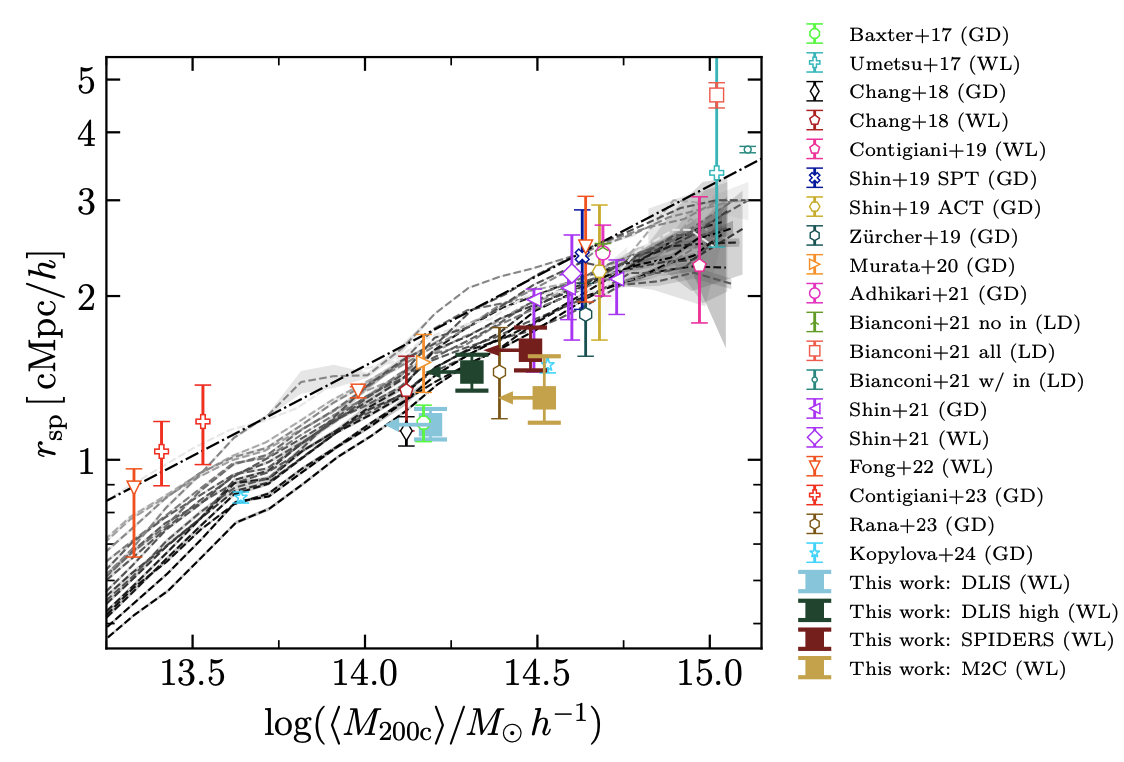 5
4
3
2
1
r_sp [cMpc/h]
13.5 14.0 14.5 15.0
log(⟨M_200c⟩/M_⊙ h^−1)
Baxter+17 (GD)
Umetsu+17 (WL)
Chang+18 (GD)
Chang+18 (WL)
Contigiani+19 (WL)
Shin+19 SPT (GD)
Shin+19 ACT (GD)
Zürcher+19 (GD)
Murata+20 (GD)
Adhikari+21 (GD)
Bianconi+21 no in (LD)
Bianconi+21 all (LD)
Bianconi+21 w/ in (LD)
Shin+21 (GD)
Shin+21 (WL)
Fong+22 (WL)
Contigiani+23 (GD)
Rana+23 (GD)
Kopylova+24 (GD)
This work: DLIS (WL)
This work: DLIS high (WL)
This work: SPIDERS (WL)
This work: M2C (WL)